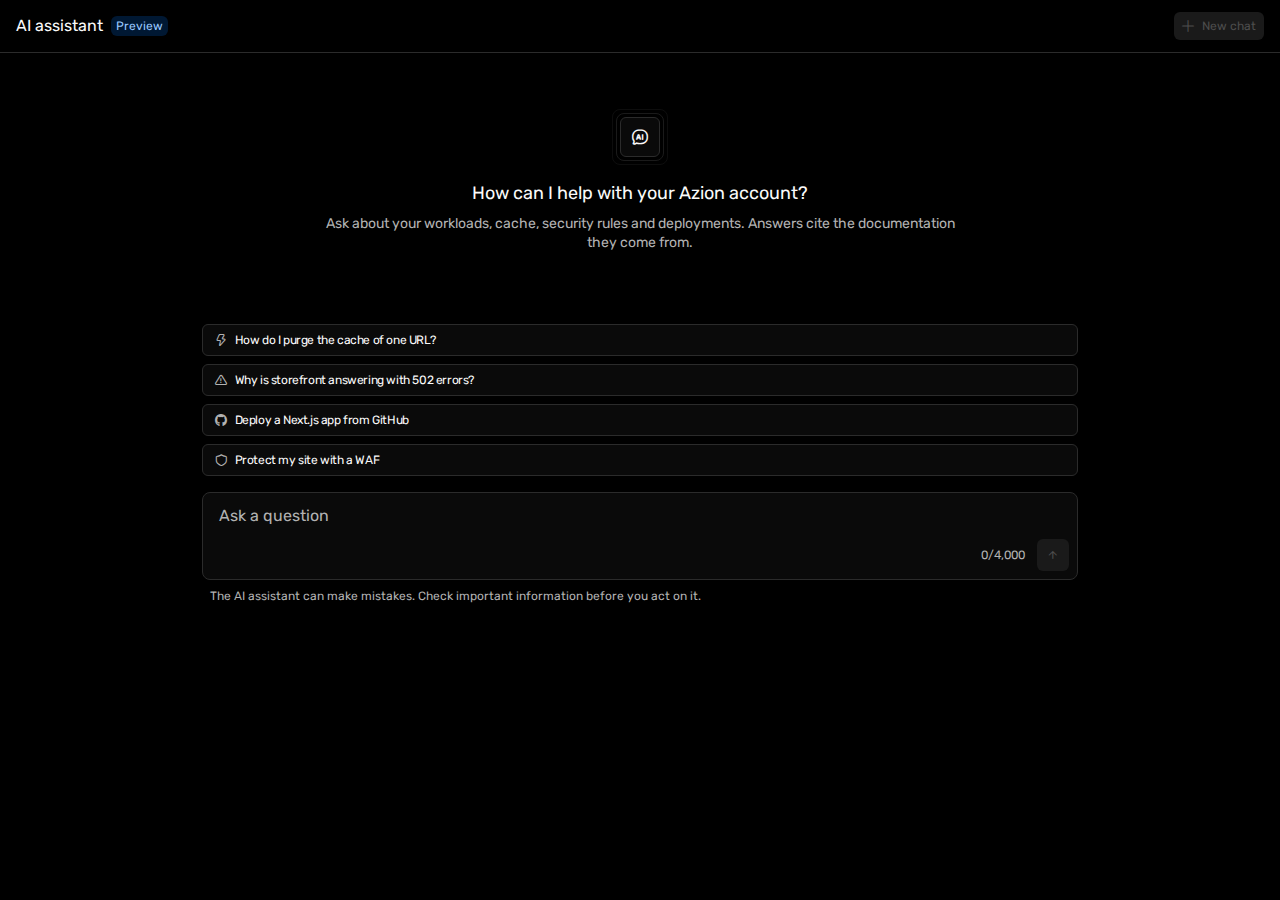 AI assistant Preview
New chat
AI
How can I help with your Azion account?
Ask about your workloads, cache, security rules and deployments. Answers cite the documentation
they come from.
How do I purge the cache of one URL?
Why is storefront answering with 502 errors?
Deploy a Next.js app from GitHub
Protect my site with a WAF
Ask a question
0/4,000
The AI assistant can make mistakes. Check important information before you act on it.